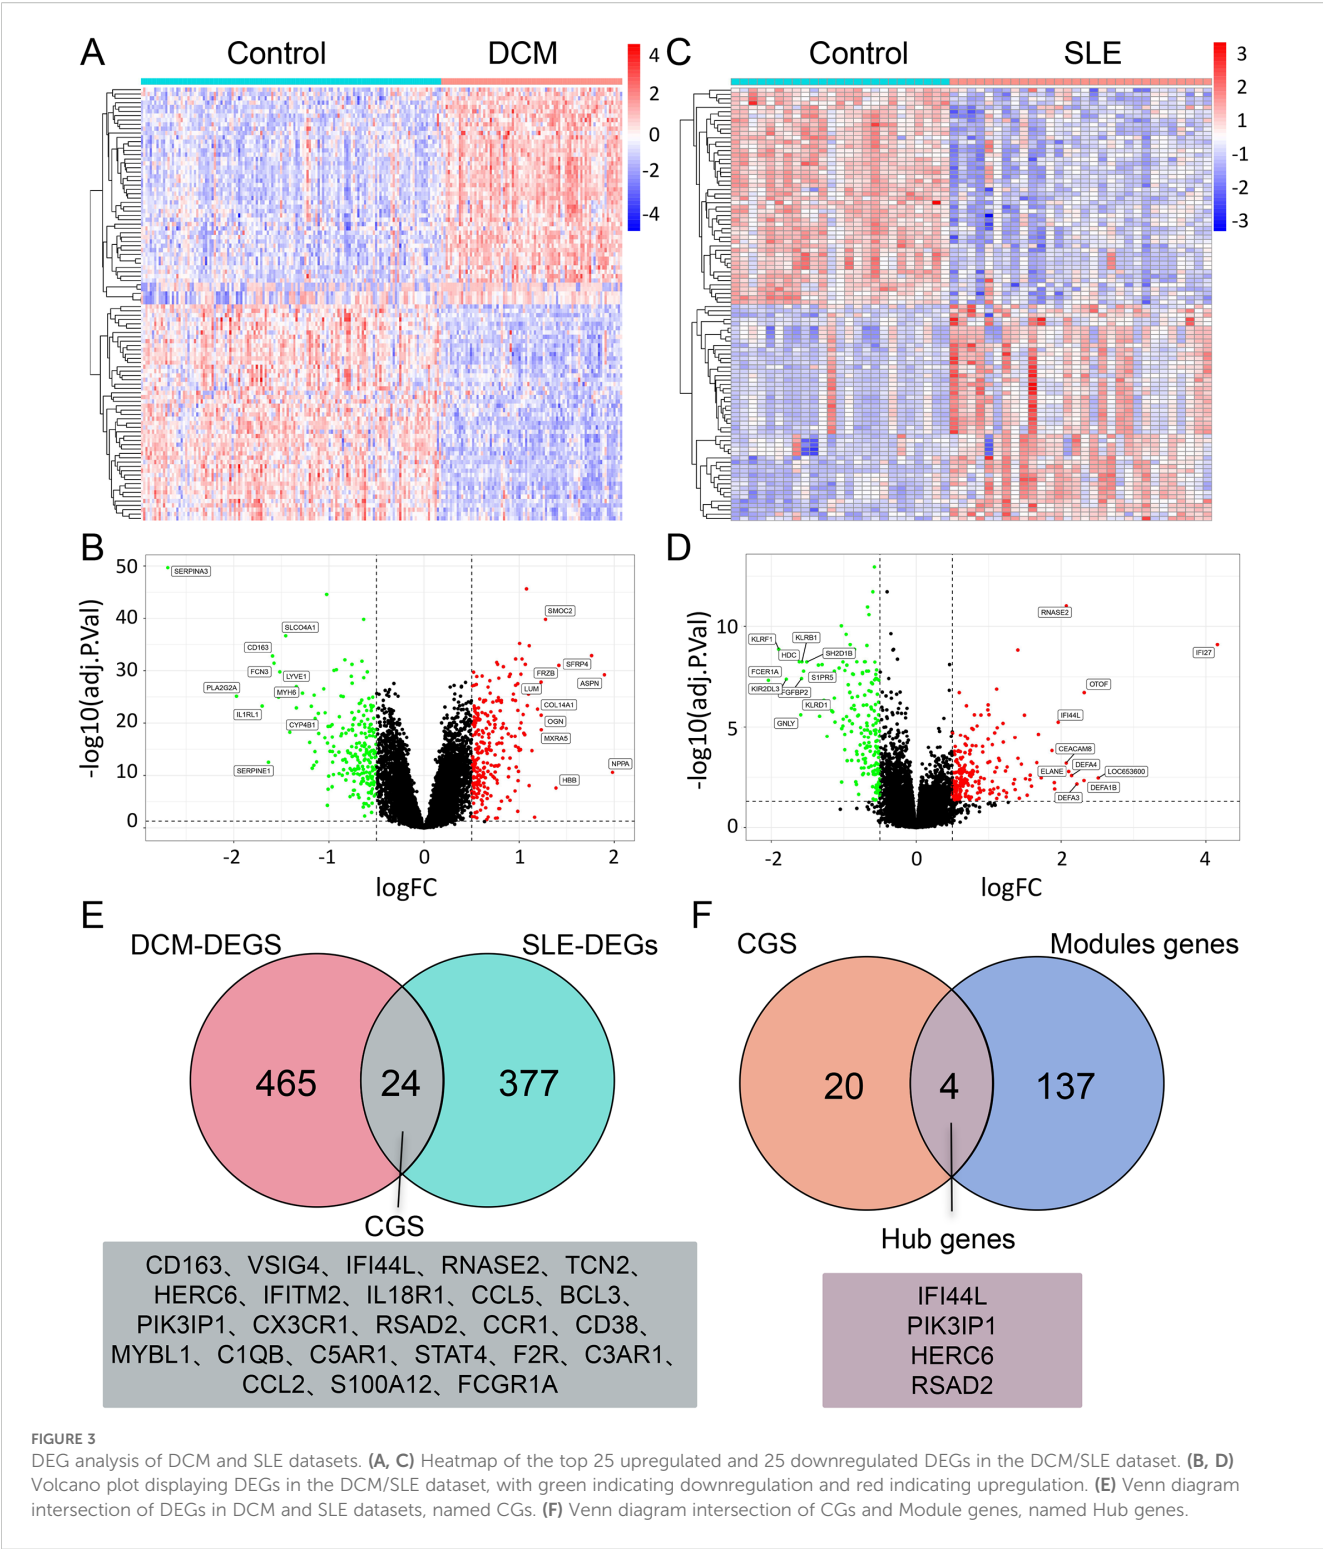 A
Control
DCM
4
2
0
-2
-4
C
Control
SLE
3
2
1
-1
-2
-3
B
-log10(adj.P.Val)
50
40
30
20
10
0
-2
-1
0
1
2
logFC
SERPINA3
SLCO4A1
CD163
FCN3
LYVE1
PLA2G2A
MYH6
IL1RL1
CYP4B1
SERPINE1
SMOC2
SFRP4
FRZB
ASPN
LUM
COL14A1
OGN
MXRA5
NPPA
HBB
D
-log10(adj.P.Val)
10
5
0
-2
0
2
4
logFC
KLRF1
KLRB1
HDC
SH2D1B
FCER1A
S1PR5
KIR2DL3
FGFBP2
KLRD1
GNLY
RNASE2
IFI27
OTOF
IFI44L
CEACAM8
ELANE
DEFA4
LOC653600
DEFA1B
DEFA3
E
DCM-DEGS
SLE-DEGs
465
24
377
CGS
CD163、VSIG4、IFI44L、RNASE2、TCN2、
HERC6、IFITM2、IL18R1、CCL5、BCL3、
PIK3IP1、CX3CR1、RSAD2、CCR1、CD38、
MYBL1、C1QB、C5AR1、STAT4、F2R、C3AR1、
CCL2、S100A12、FCGR1A
F
CGS
Modules genes
20
4
137
Hub genes
IFI44L
PIK3IP1
HERC6
RSAD2
FIGURE 3
DEG analysis of DCM and SLE datasets. (A, C) Heatmap of the top 25 upregulated and 25 downregulated DEGs in the DCM/SLE dataset. (B, D)
Volcano plot displaying DEGs in the DCM/SLE dataset, with green indicating downregulation and red indicating upregulation. (E) Venn diagram
intersection of DEGs in DCM and SLE datasets, named CGs. (F) Venn diagram intersection of CGs and Module genes, named Hub genes.